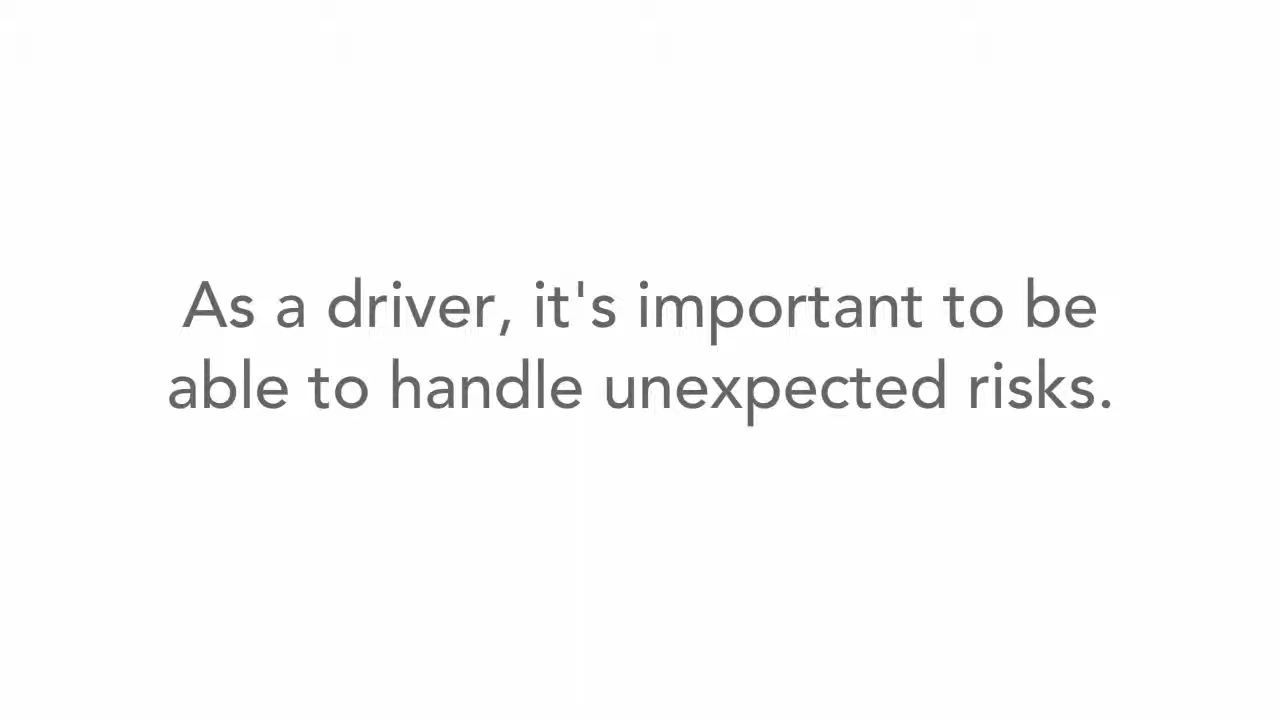 As a driver, it's important to be
able to handle unexpected risks.